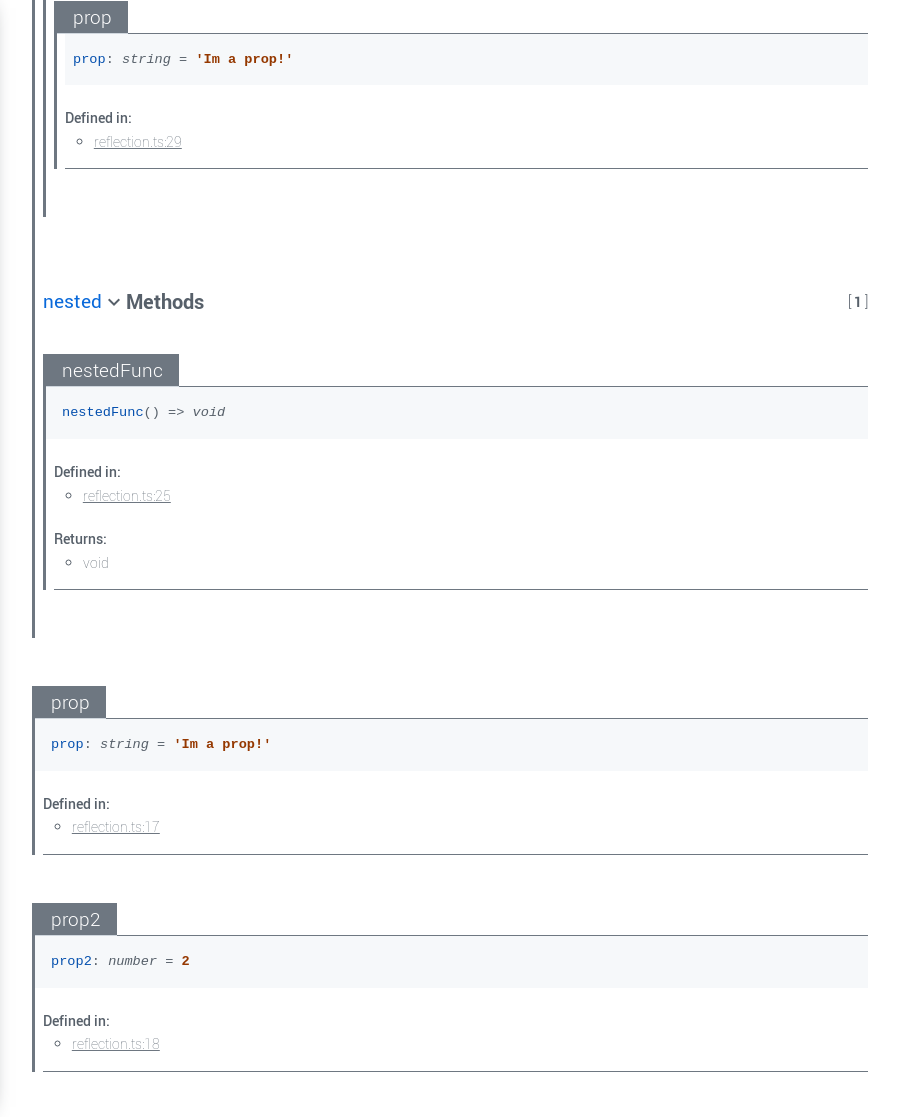 prop
prop: string = 'Im a prop!'
Defined in:
reflection.ts:29
nested Methods [ 1 ]
nestedFunc
nestedFunc() => void
Defined in:
reflection.ts:25
Returns:
void
prop
prop: string = 'Im a prop!'
Defined in:
reflection.ts:17
prop2
prop2: number = 2
Defined in:
reflection.ts:18